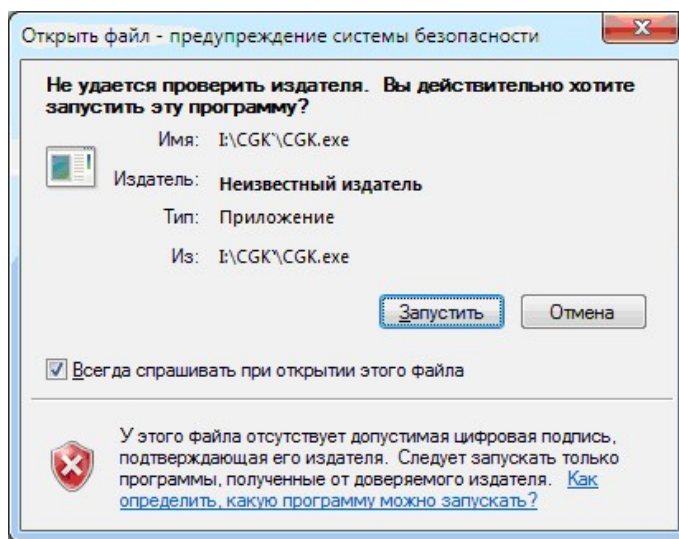 Открыть файл - предупреждение системы безопасности
Не удается проверить издателя. Вы действительно хотите
запустить эту программу?
Имя: I:\CGK`\CGK.exe
Издатель: Неизвестный издатель
Тип: Приложение
Из: I:\CGK`\CGK.exe
Запустить Отмена
Всегда спрашивать при открытии этого файла
У этого файла отсутствует допустимая цифровая подпись,
подтверждающая его издателя. Следует запускать только
программы, полученные от доверяемого издателя. Как
определить, какую программу можно запускать?